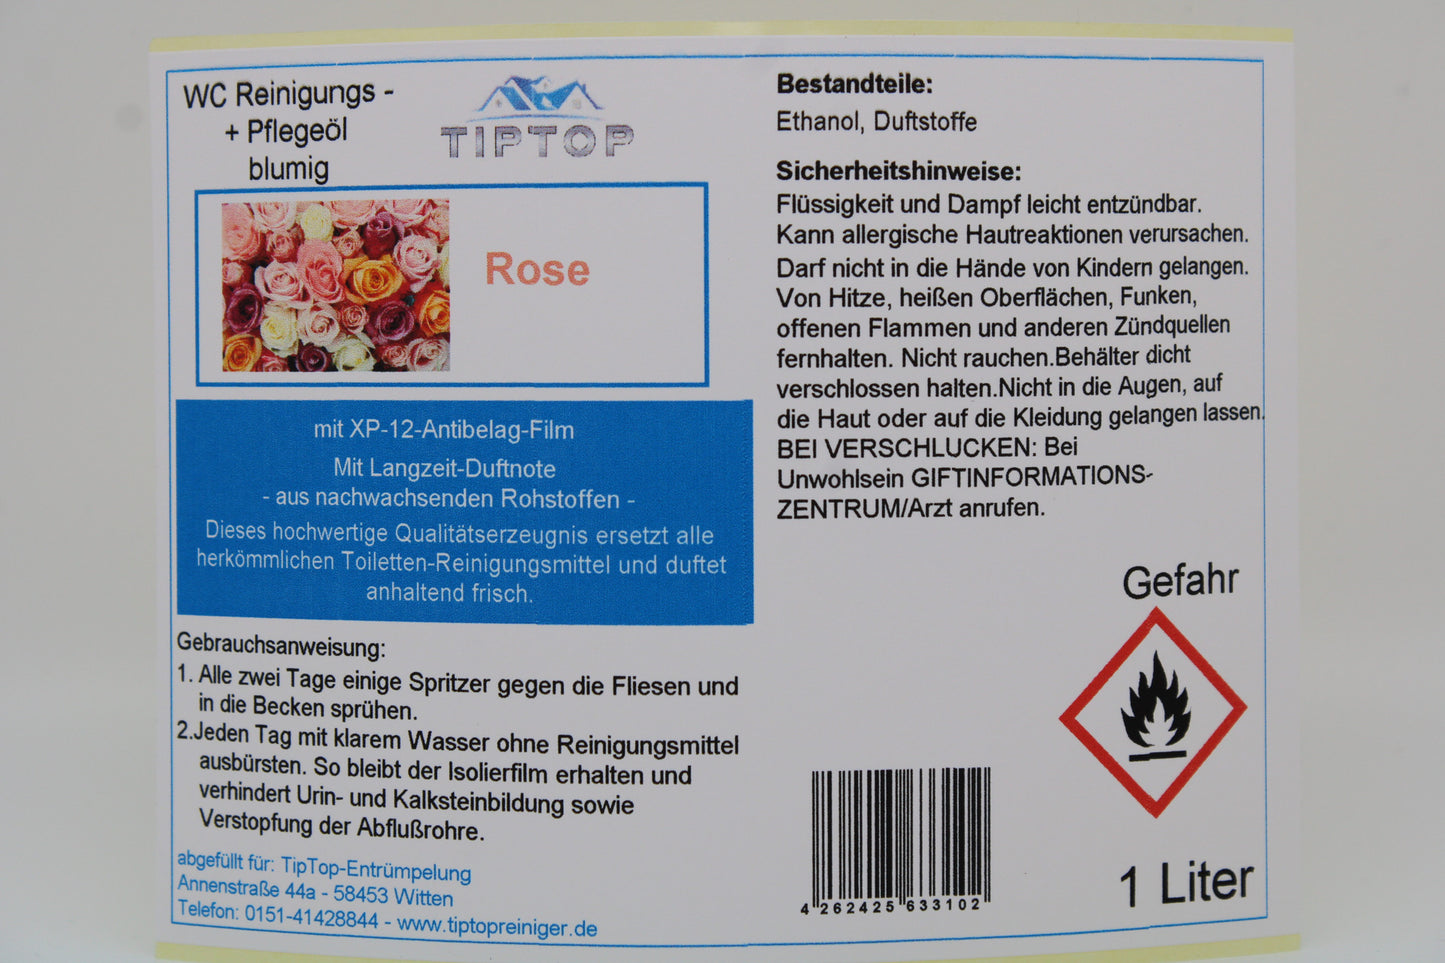 WC Reinigungs -
+ Pflegeöl
blumig
TIPTOP
Rose
mit XP-12-Antibelag-Film
Mit Langzeit-Duftnote
- aus nachwachsenden Rohstoffen -
Dieses hochwertige Qualitätserzeugnis ersetzt alle
herkömmlichen Toiletten-Reinigungsmittel und duftet
anhaltend frisch.
Gebrauchsanweisung:
1. Alle zwei Tage einige Spritzer gegen die Fliesen und
in die Becken sprühen.
2.Jeden Tag mit klarem Wasser ohne Reinigungsmittel
ausbürsten. So bleibt der Isolierfilm erhalten und
verhindert Urin- und Kalksteinbildung sowie
Verstopfung der Abflußrohre.
abgefüllt für: TipTop-Entrümpelung
Annenstraße 44a - 58453 Witten
Telefon: 0151-41428844 - www.tiptopreiniger.de
Bestandteile:
Ethanol, Duftstoffe
Sicherheitshinweise:
Flüssigkeit und Dampf leicht entzündbar.
Kann allergische Hautreaktionen verursachen.
Darf nicht in die Hände von Kindern gelangen.
Von Hitze, heißen Oberflächen, Funken,
offenen Flammen und anderen Zündquellen
fernhalten. Nicht rauchen.Behälter dicht
verschlossen halten.Nicht in die Augen, auf
die Haut oder auf die Kleidung gelangen lassen.
BEI VERSCHLUCKEN: Bei
Unwohlsein GIFTINFORMATIONS-
ZENTRUM/Arzt anrufen.
Gefahr
4 262425 633102
1 Liter